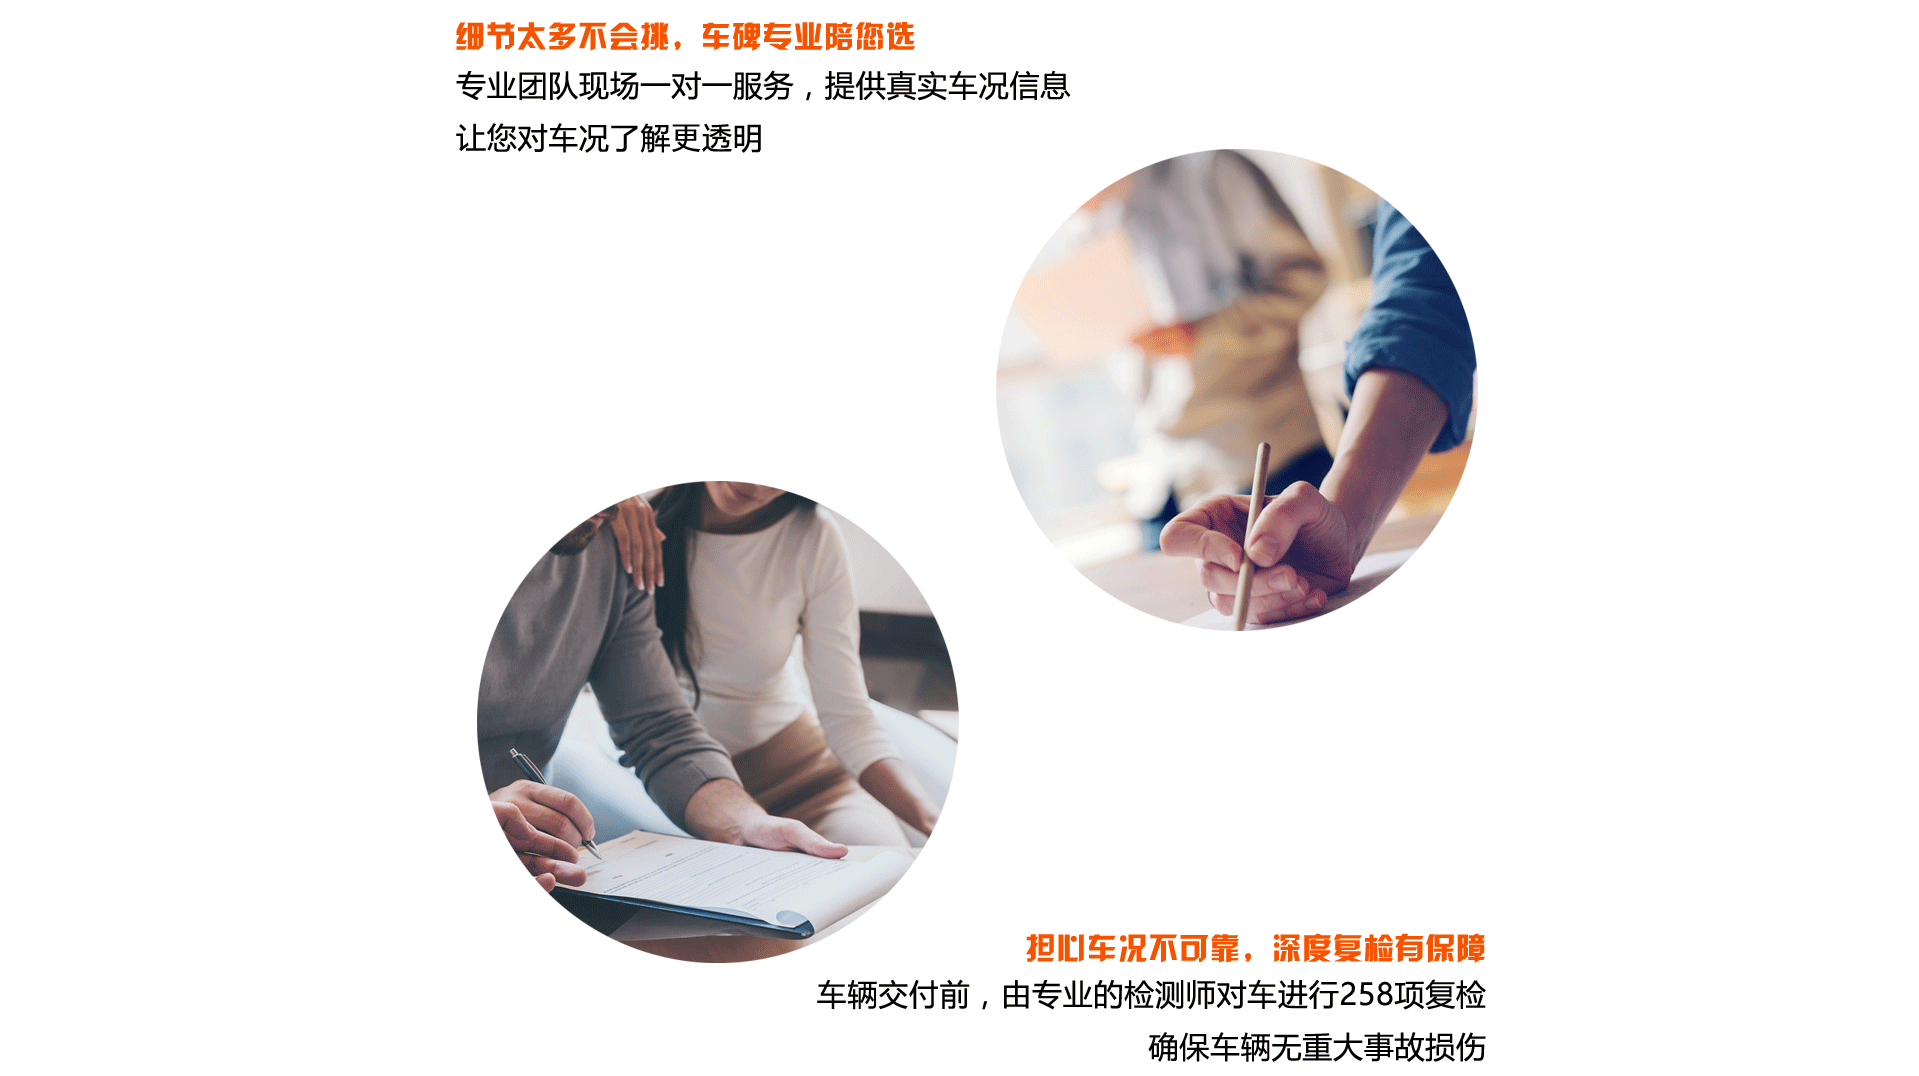 细节太多不会挑，车碑专业陪您选
专业团队现场一对一服务，提供真实车况信息
让您对车况了解更透明
担心车况不可靠，深度复检有保障
车辆交付前，由专业的检测师对车进行258项复检
确保车辆无重大事故损伤